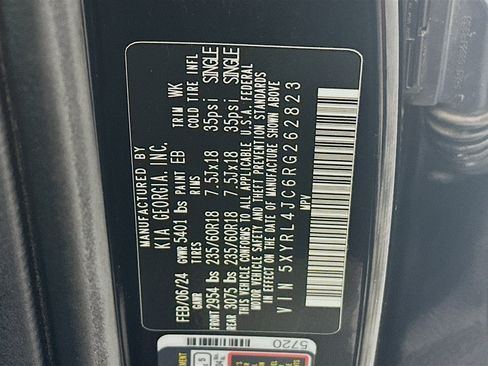 MANUFACTURED BY
KIA GEORGIA, INC.
FEB/06/24 GVWR 5401 lbs PAINT EB TRIM WK
GAWR TIRES RIMS COLD TIRE INFL
FRONT 2954 lbs 235/60R18 7.5Jx18 35psi SINGLE
REAR 3075 lbs 235/60R18 7.5Jx18 35psi SINGLE
THIS VEHICLE CONFORMS TO ALL APPLICABLE U.S.A. FEDERAL
MOTOR VEHICLE SAFETY AND THEFT PREVENTION STANDARDS
IN EFFECT ON THE DATE OF MANUFACTURE SHOWN ABOVE
VIN 5XYRL4JC6RG262823
MPV
5720